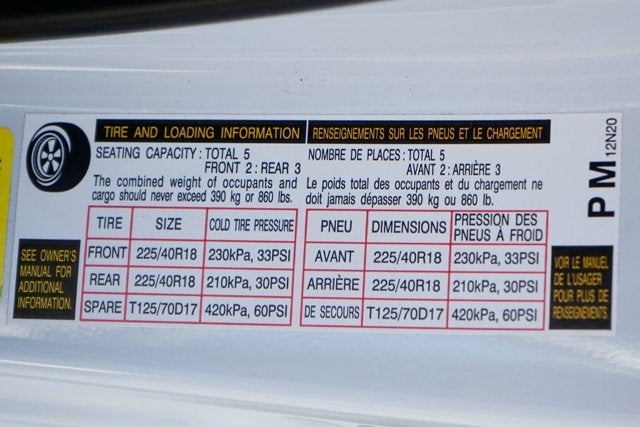 TIRE AND LOADING INFORMATION
SEATING CAPACITY : TOTAL 5
FRONT 2 : REAR 3
The combined weight of occupants and
cargo should never exceed 390 kg or 860 lbs.
TIRE SIZE COLD TIRE PRESSURE
FRONT 225/40R18 230kPa, 33PSI
REAR 225/40R18 210kPa, 30PSI
SPARE T125/70D17 420kPa, 60PSI
SEE OWNER'S
MANUAL FOR
ADDITIONAL
INFORMATION.
RENSEIGNEMENTS SUR LES PNEUS ET LE CHARGEMENT
NOMBRE DE PLACES : TOTAL 5
AVANT 2 : ARRIÈRE 3
Le poids total des occupants et du chargement ne
doit jamais dépasser 390 kg ou 860 lb.
PNEU DIMENSIONS PRESSION DES
PNEUS À FROID
AVANT 225/40R18 230kPa, 33PSI
ARRIÈRE 225/40R18 210kPa, 30PSI
DE SECOURS T125/70D17 420kPa, 60PSI
VOIR LE MANUEL
DE L'USAGER
POUR PLUS DE
RENSEIGNEMENTS.
PM 12N20